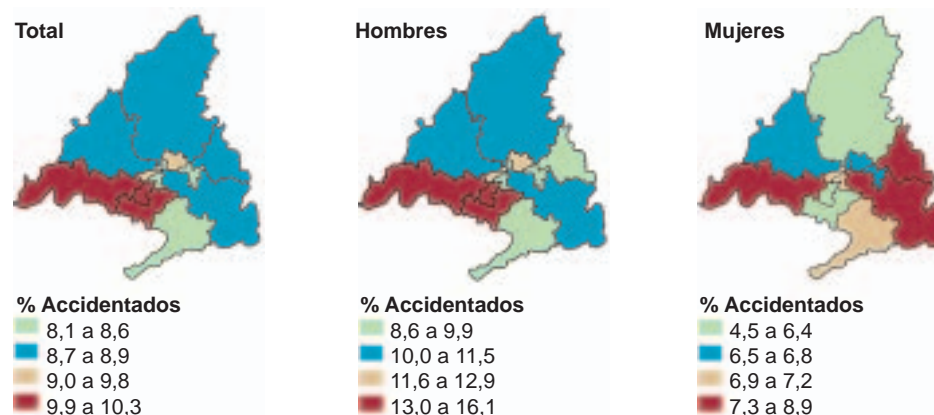 Total
% Accidentados
8,1 a 8,6
8,7 a 8,9
9,0 a 9,8
9,9 a 10,3
Hombres
% Accidentados
8,6 a 9,9
10,0 a 11,5
11,6 a 12,9
13,0 a 16,1
Mujeres
% Accidentados
4,5 a 6,4
6,5 a 6,8
6,9 a 7,2
7,3 a 8,9